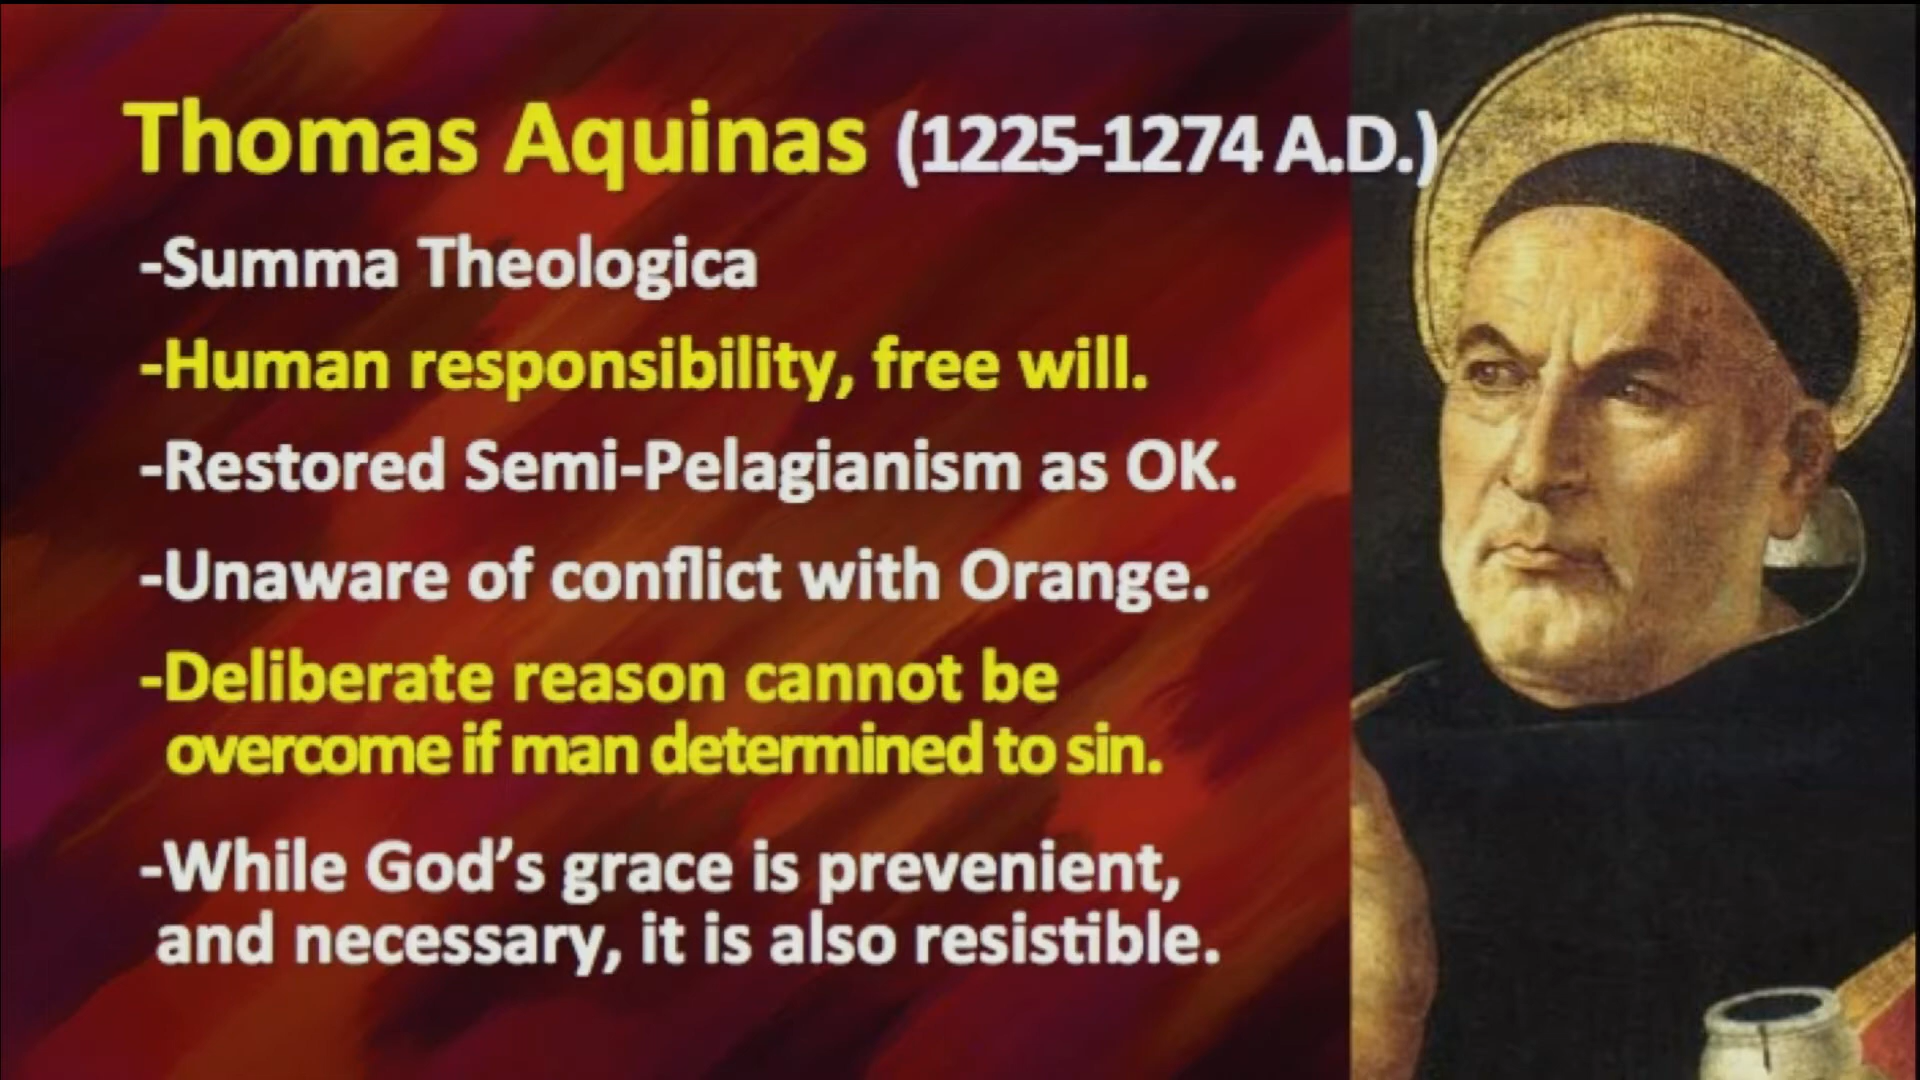 Thomas Aquinas (1225-1274 A.D.)
-Summa Theologica
-Human responsibility, free will.
-Restored Semi-Pelagianism as OK.
-Unaware of conflict with Orange.
-Deliberate reason cannot be
overcome if man determined to sin.
-While God’s grace is prevenient,
and necessary, it is also resistible.